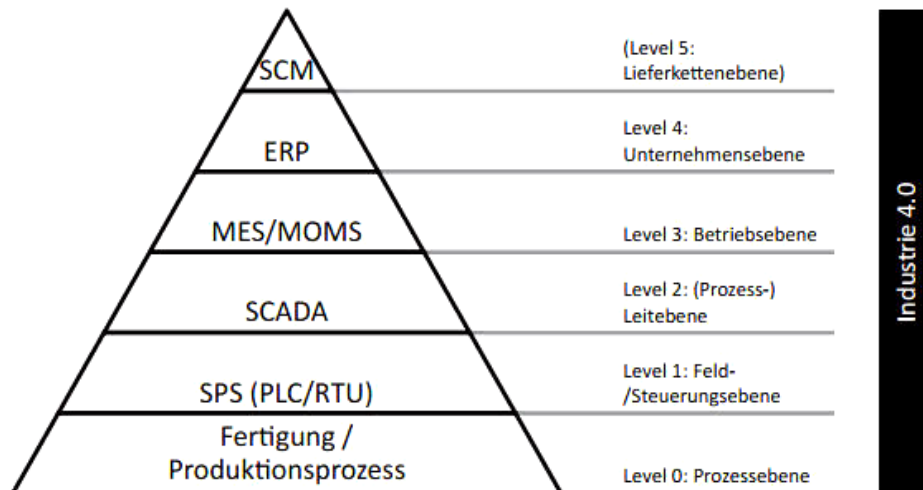 SCM
(Level 5:
Lieferkettenebene)
ERP
Level 4:
Unternehmensebene
MES/MOMS
Level 3: Betriebsebene
SCADA
Level 2: (Prozess-)
Leitebene
SPS (PLC/RTU)
Level 1: Feld-
/Steuerungsebene
Fertigung /
Produktionsprozess
Level 0: Prozessebene
Industrie 4.0